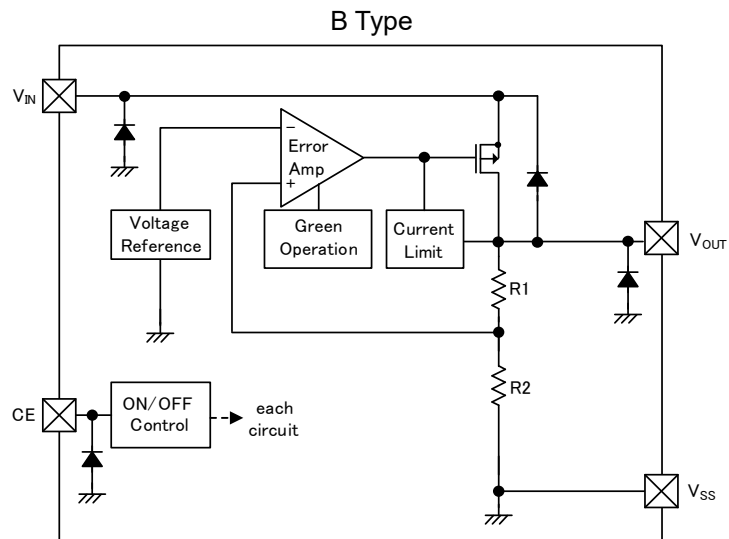 B Type
VIN
−
Error
Amp
+
Voltage
Reference
Green
Operation
Current
Limit
VOUT
R1
R2
CE
ON/OFF
Control
each
circuit
VSS